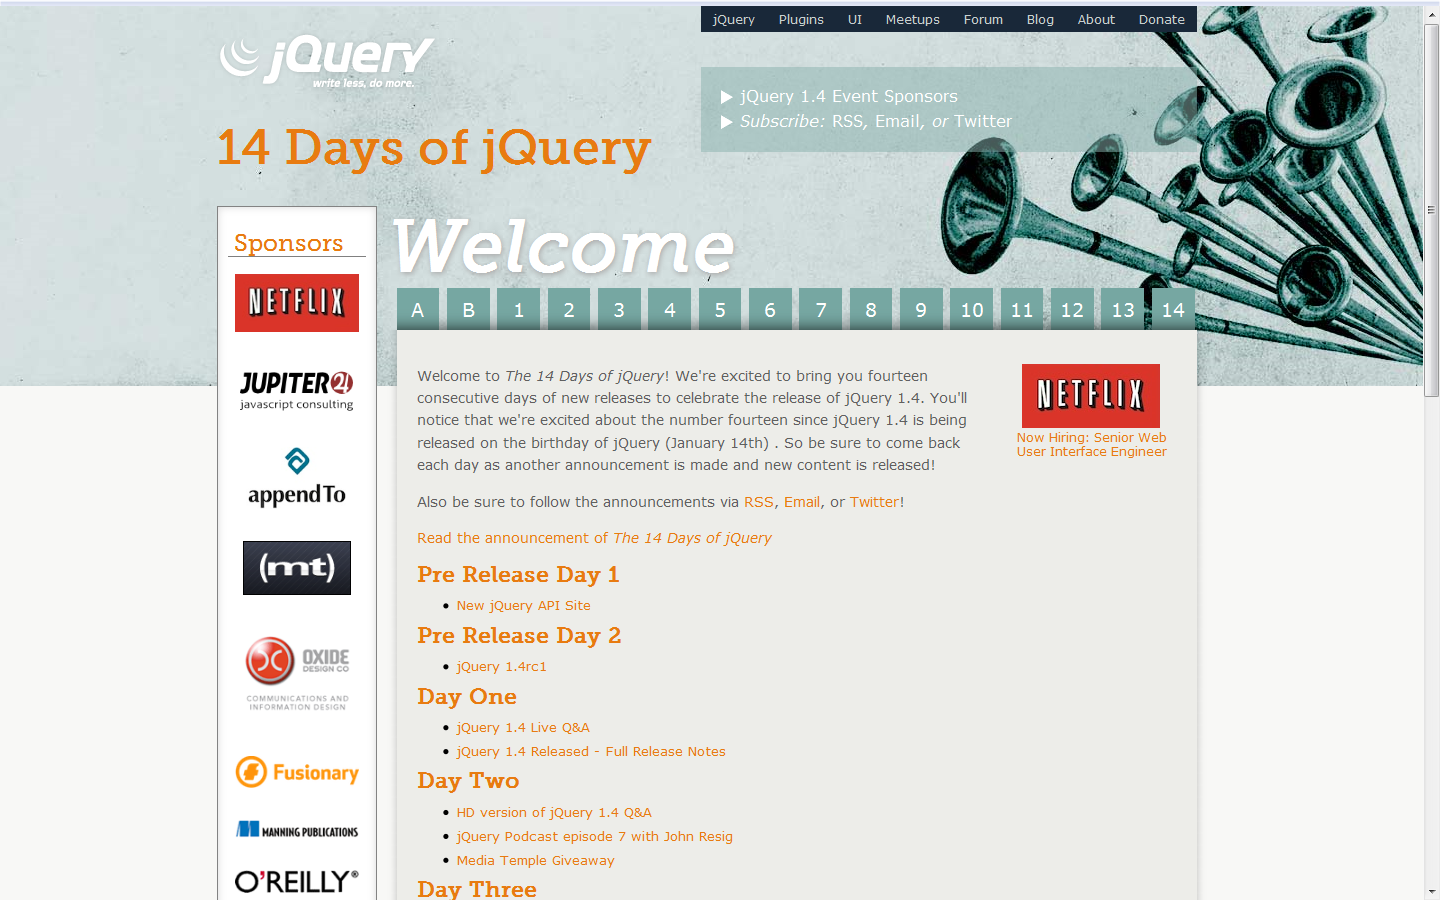 jQuery Plugins UI Meetups Forum Blog About Donate
jQuery
write less, do more.
jQuery 1.4 Event Sponsors
Subscribe: RSS, Email, or Twitter
14 Days of jQuery
Sponsors
NETFLIX
JUPITER24
javascript consulting
appendTo
(mt)
OXIDE
DESIGN CO
COMMUNICATIONS AND
INFORMATION DESIGN
Fusionary
MANNING PUBLICATIONS
O'REILLY®
Welcome
A B 1 2 3 4 5 6 7 8 9 10 11 12 13 14
Welcome to The 14 Days of jQuery! We're excited to bring you fourteen
consecutive days of new releases to celebrate the release of jQuery 1.4. You'll
notice that we're excited about the number fourteen since jQuery 1.4 is being
released on the birthday of jQuery (January 14th) . So be sure to come back
each day as another announcement is made and new content is released!
Also be sure to follow the announcements via RSS, Email, or Twitter!
Read the announcement of The 14 Days of jQuery
Pre Release Day 1
New jQuery API Site
Pre Release Day 2
jQuery 1.4rc1
Day One
jQuery 1.4 Live Q&A
jQuery 1.4 Released - Full Release Notes
Day Two
HD version of jQuery 1.4 Q&A
jQuery Podcast episode 7 with John Resig
Media Temple Giveaway
Day Three
NETFLIX
Now Hiring: Senior Web
User Interface Engineer